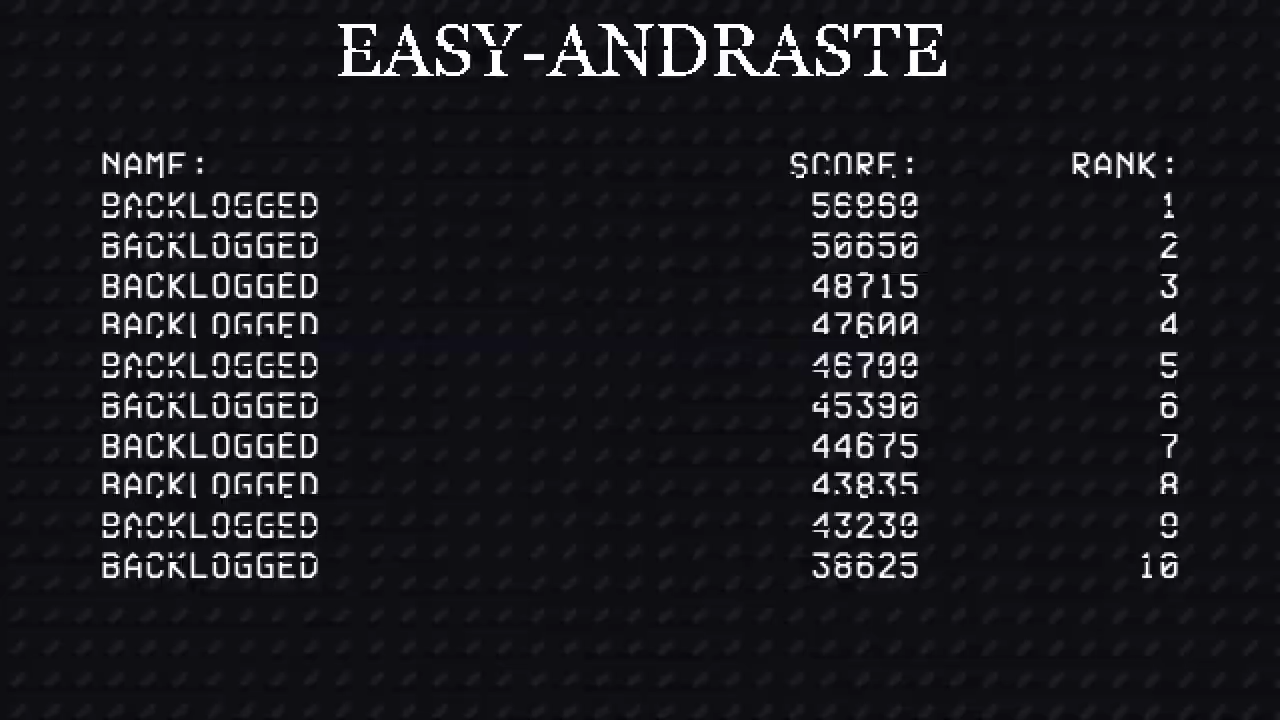 EASY-ANDRASTE
NAME: SCORE: RANK:
BACKLOGGED 56860 1
BACKLOGGED 50650 2
BACKLOGGED 48715 3
BACKLOGGED 47600 4
BACKLOGGED 46700 5
BACKLOGGED 45390 6
BACKLOGGED 44675 7
BACKLOGGED 43835 8
BACKLOGGED 43230 9
BACKLOGGED 38625 10